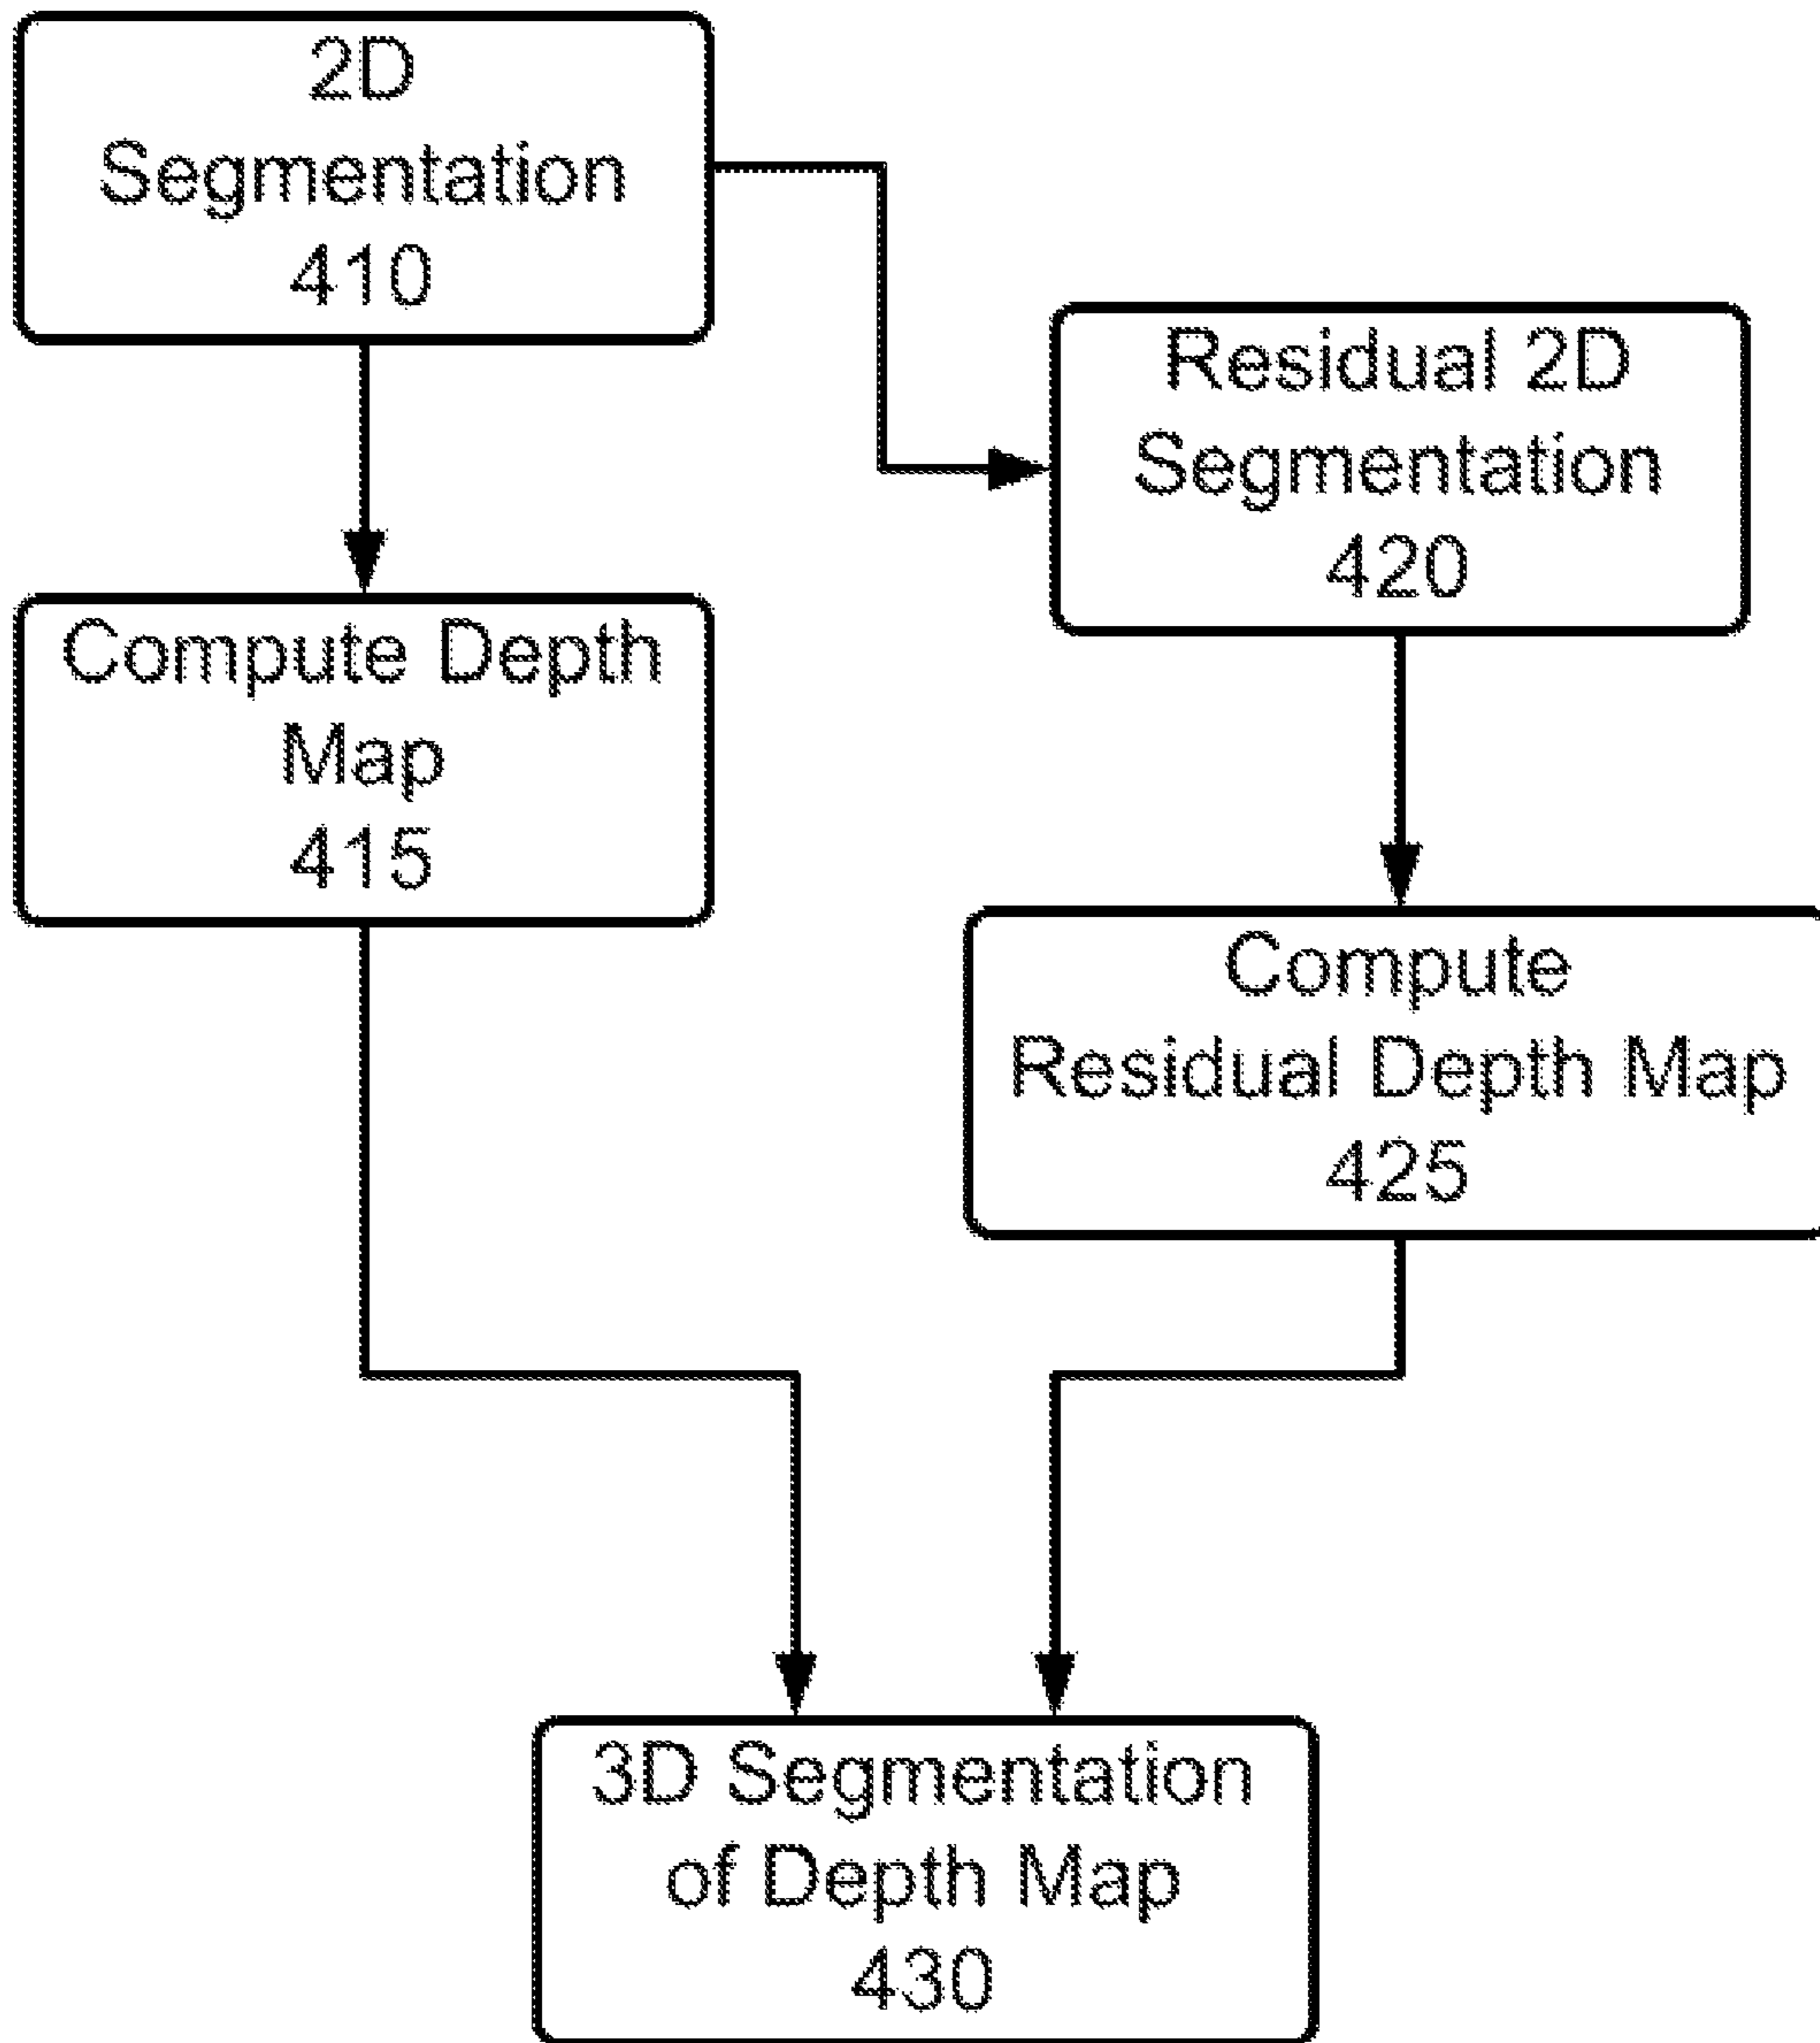 2D
Segmentation
410
Residual 2D
Segmentation
420
Compute Depth
Map
415
Compute
Residual Depth Map
425
3D Segmentation
of Depth Map
430